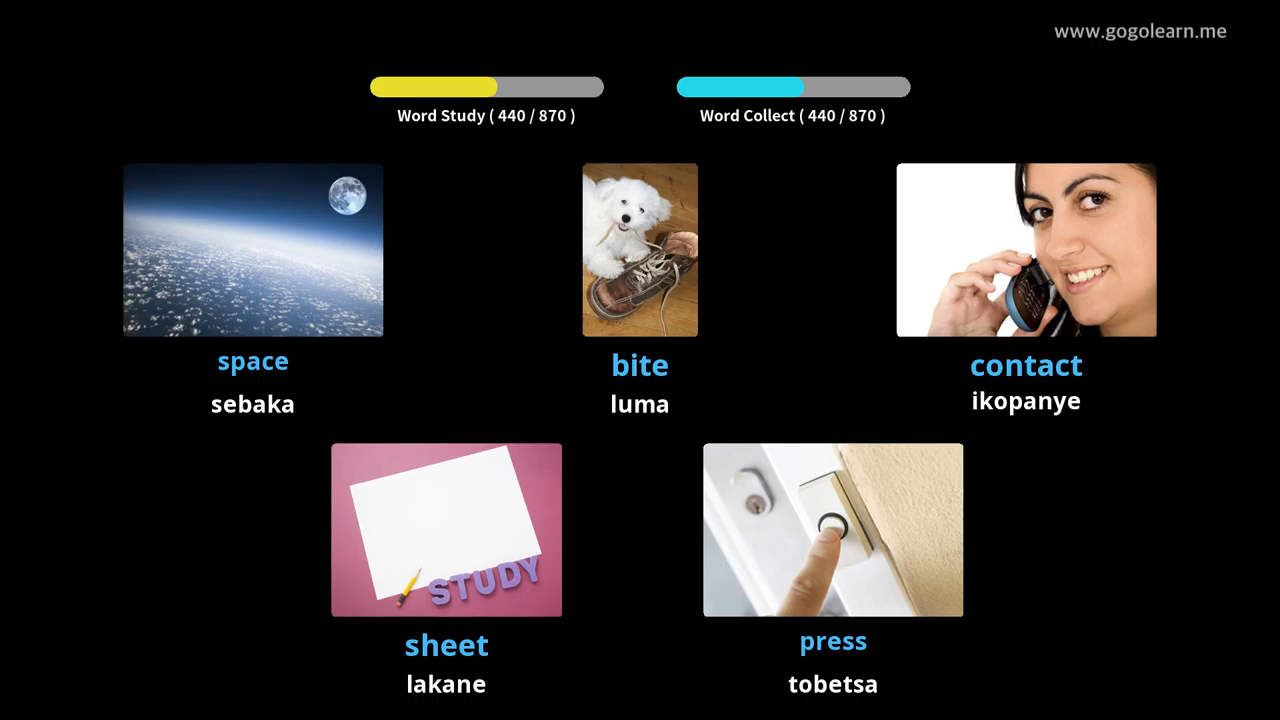 www.gogolearn.me
Word Study ( 440 / 870 )
Word Collect ( 440 / 870 )
space
bite
contact
sebaka
luma
ikopanye
STUDY
sheet
press
lakane
tobetsa